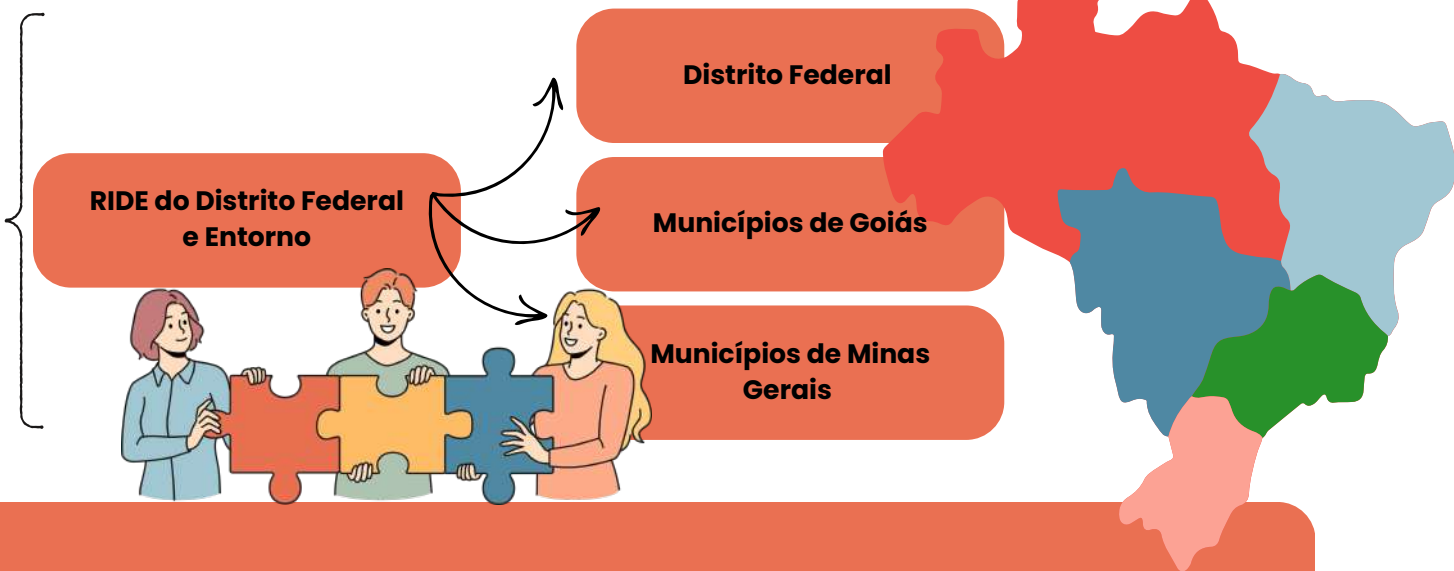 RIDE do Distrito Federal
e Entorno
Distrito Federal
Municípios de Goiás
Municípios de Minas
Gerais